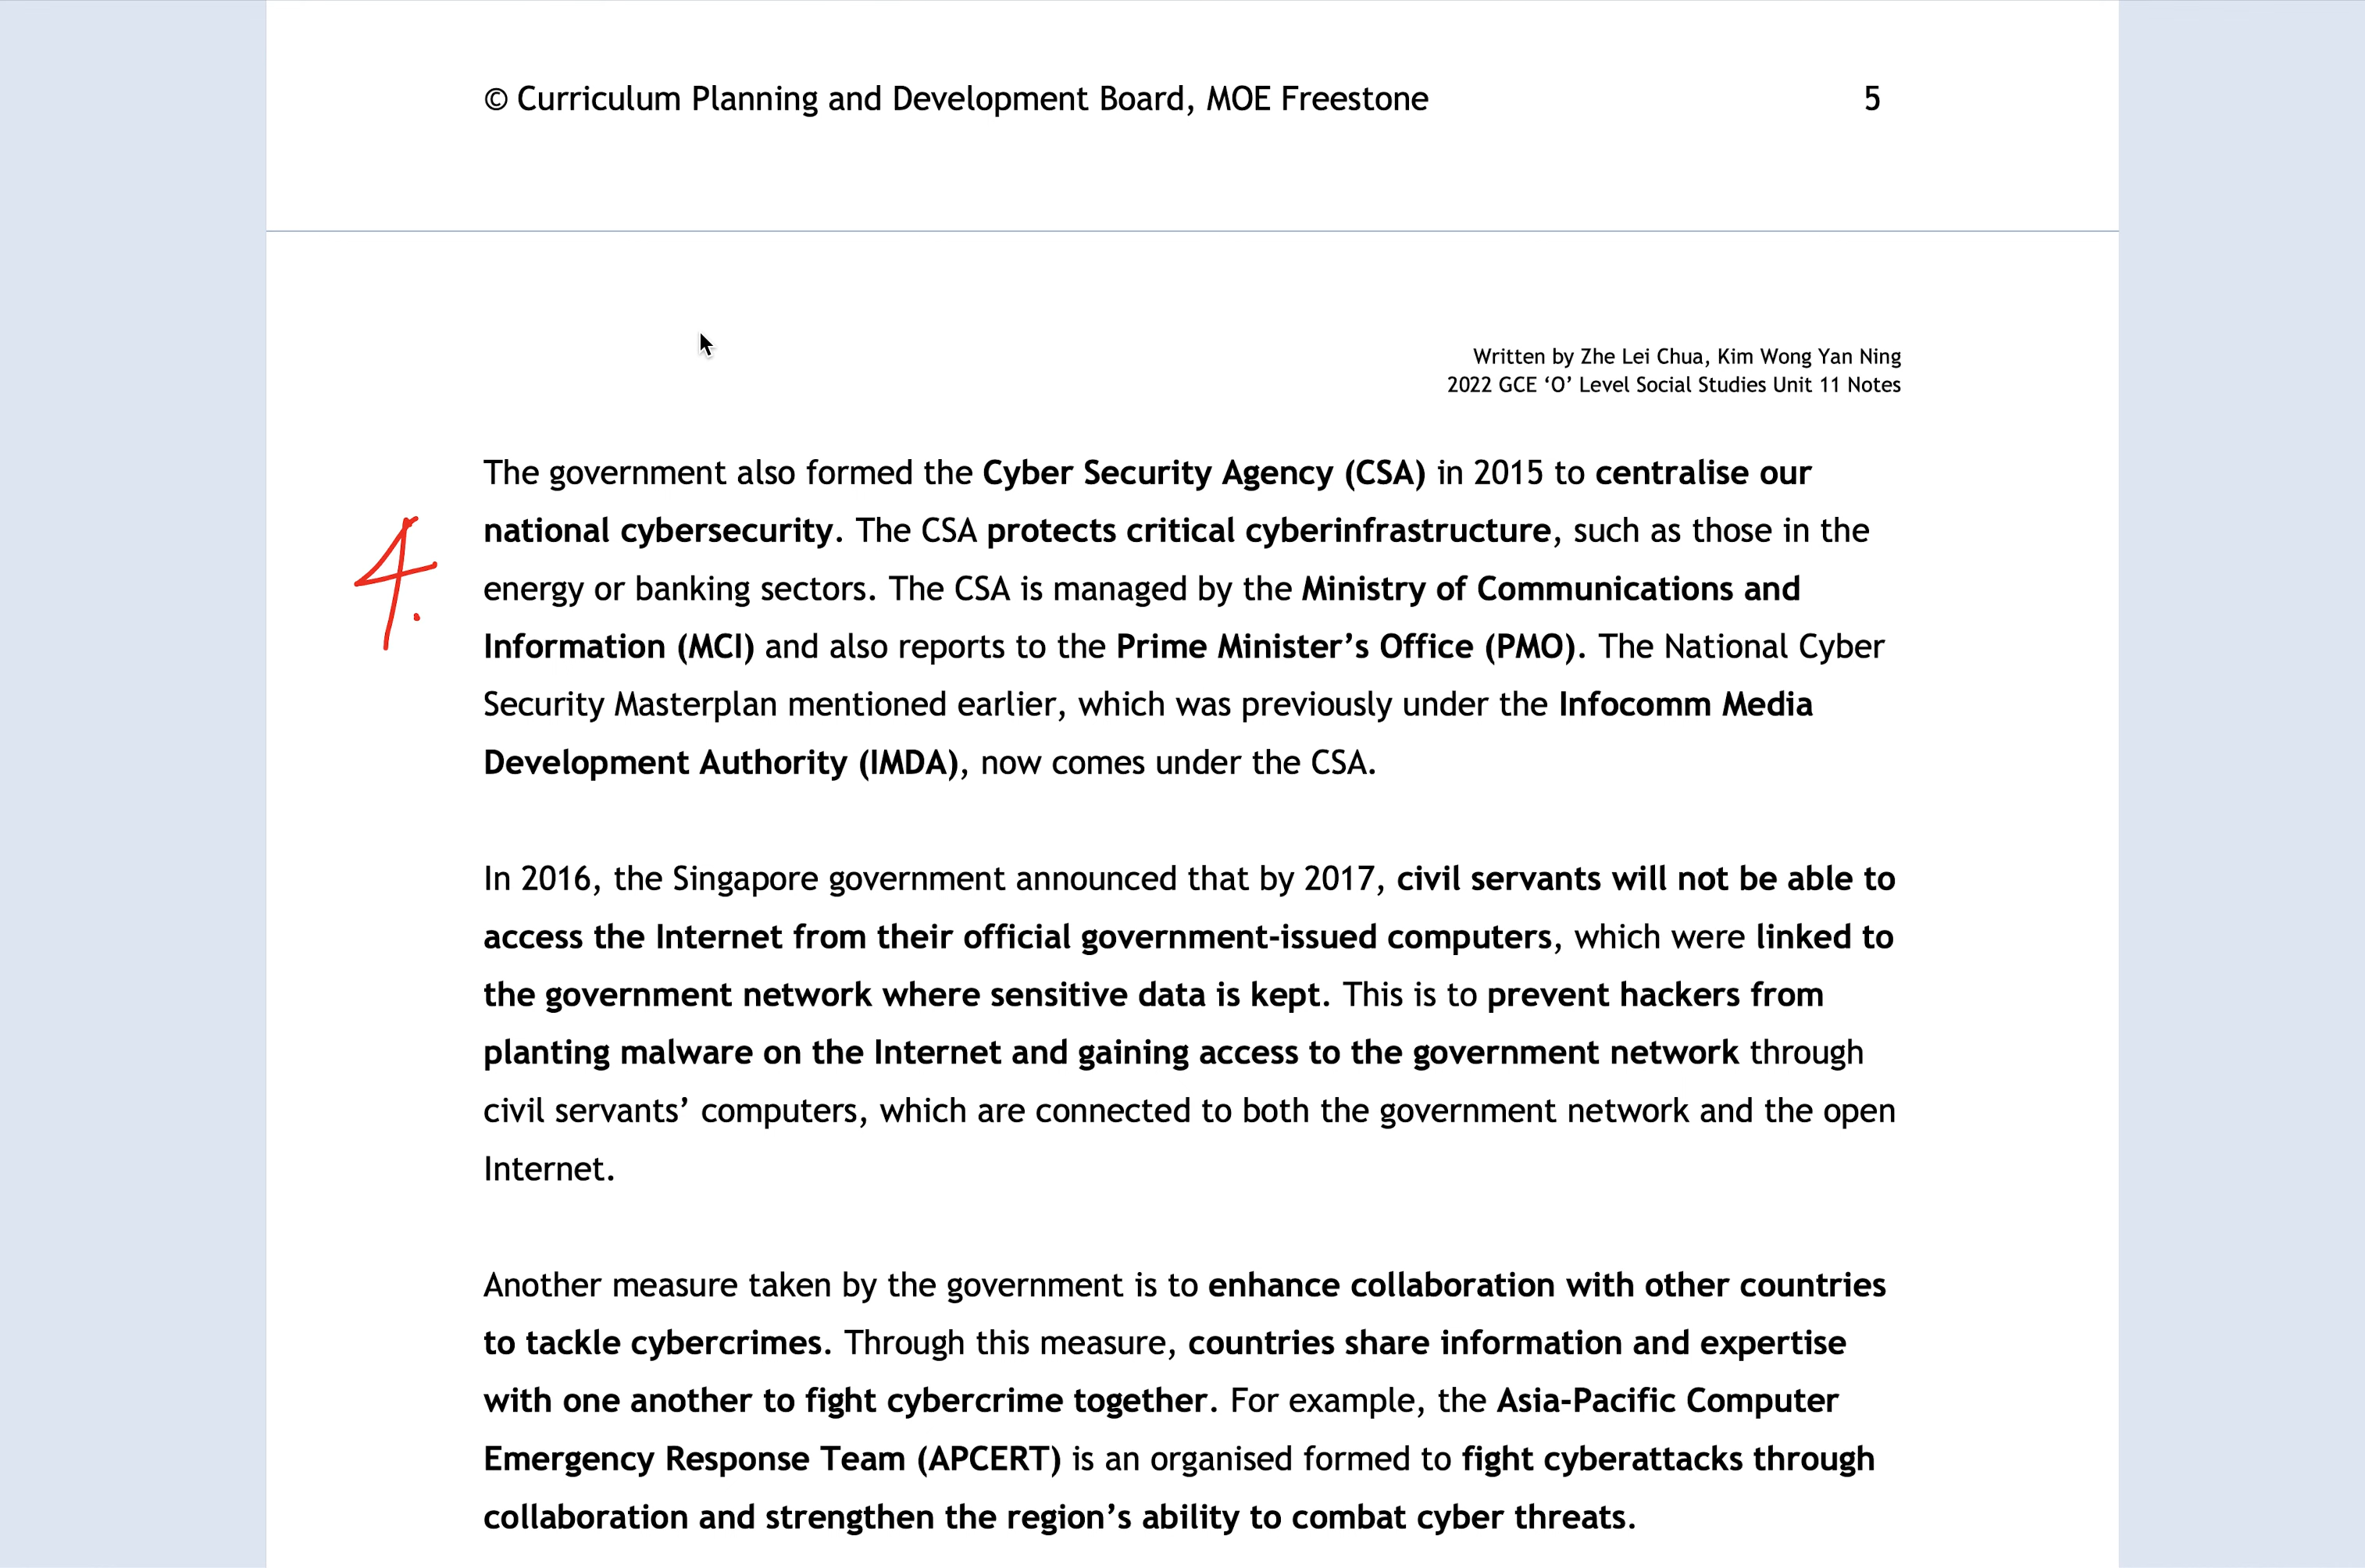 © Curriculum Planning and Development Board, MOE Freestone 5
Written by Zhe Lei Chua, Kim Wong Yan Ning
2022 GCE ‘O’ Level Social Studies Unit 11 Notes
The government also formed the Cyber Security Agency (CSA) in 2015 to centralise our
national cybersecurity. The CSA protects critical cyberinfrastructure, such as those in the
4.
energy or banking sectors. The CSA is managed by the Ministry of Communications and
Information (MCI) and also reports to the Prime Minister’s Office (PMO). The National Cyber
Security Masterplan mentioned earlier, which was previously under the Infocomm Media
Development Authority (IMDA), now comes under the CSA.
In 2016, the Singapore government announced that by 2017, civil servants will not be able to
access the Internet from their official government-issued computers, which were linked to
the government network where sensitive data is kept. This is to prevent hackers from
planting malware on the Internet and gaining access to the government network through
civil servants’ computers, which are connected to both the government network and the open
Internet.
Another measure taken by the government is to enhance collaboration with other countries
to tackle cybercrimes. Through this measure, countries share information and expertise
with one another to fight cybercrime together. For example, the Asia-Pacific Computer
Emergency Response Team (APCERT) is an organised formed to fight cyberattacks through
collaboration and strengthen the region’s ability to combat cyber threats.